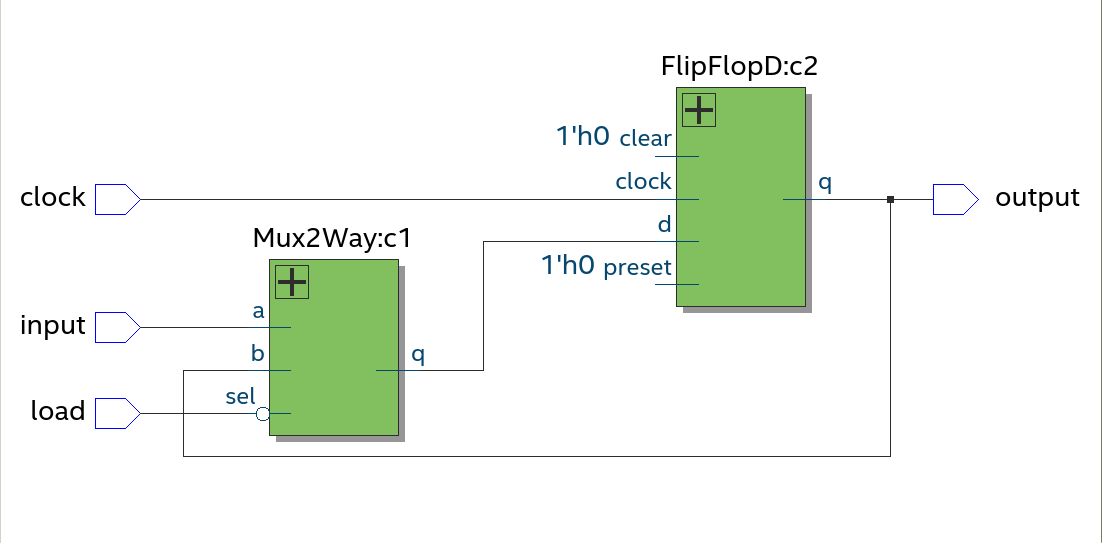 FlipFlopD:c2
1'h0 clear
clock
clock
q
output
d
1'h0 preset
Mux2Way:c1
input
a
b
q
load
sel